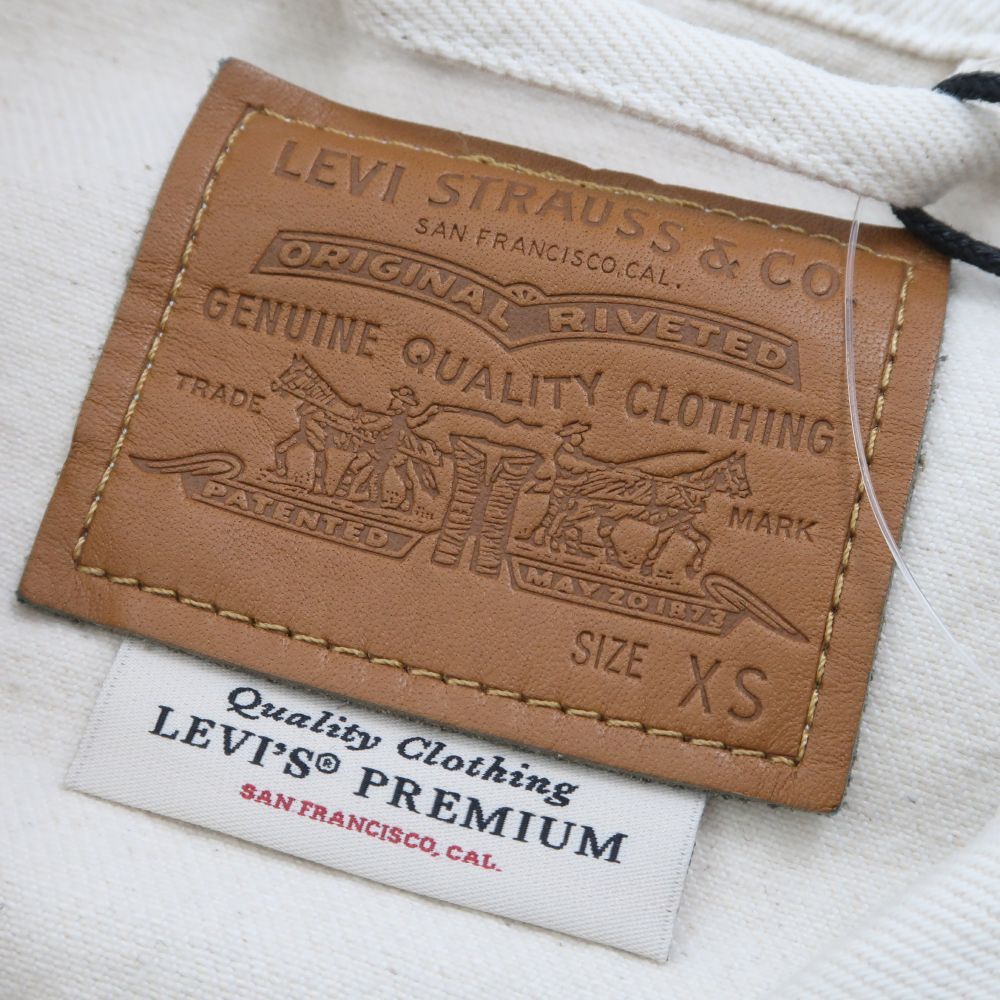 LEVI STRAUSS & CO.
SAN FRANCISCO, CAL.
ORIGINAL RIVETED
GENUINE QUALITY CLOTHING
TRADE MARK
PATENTED MAY 20 1873
SIZE XS
Quality Clothing
LEVI'S® PREMIUM
SAN FRANCISCO, CAL.